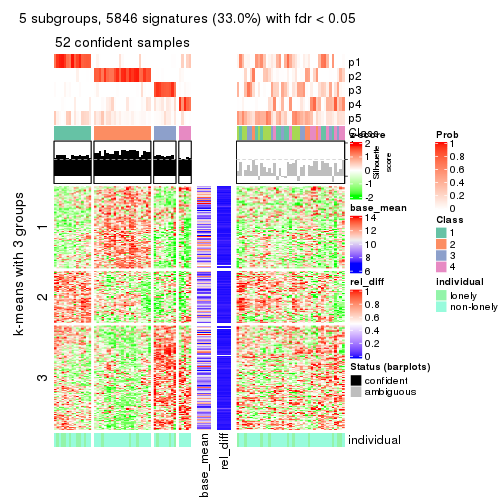 5 subgroups, 5846 signatures (33.0%) with fdr < 0.05
52 confident samples
p1
p2
p3
p4
p5
Class
Silhouette
score
k-means with 3 groups
1
2
3
individual
base_mean
rel_diff
z-score
2
1
0
-1
-2
base_mean
14
12
10
8
6
rel_diff
1
0.8
0.6
0.4
0.2
0
Status (barplots)
confident
ambiguous
Prob
1
0.8
0.6
0.4
0.2
0
Class
1
2
3
4
individual
lonely
non-lonely